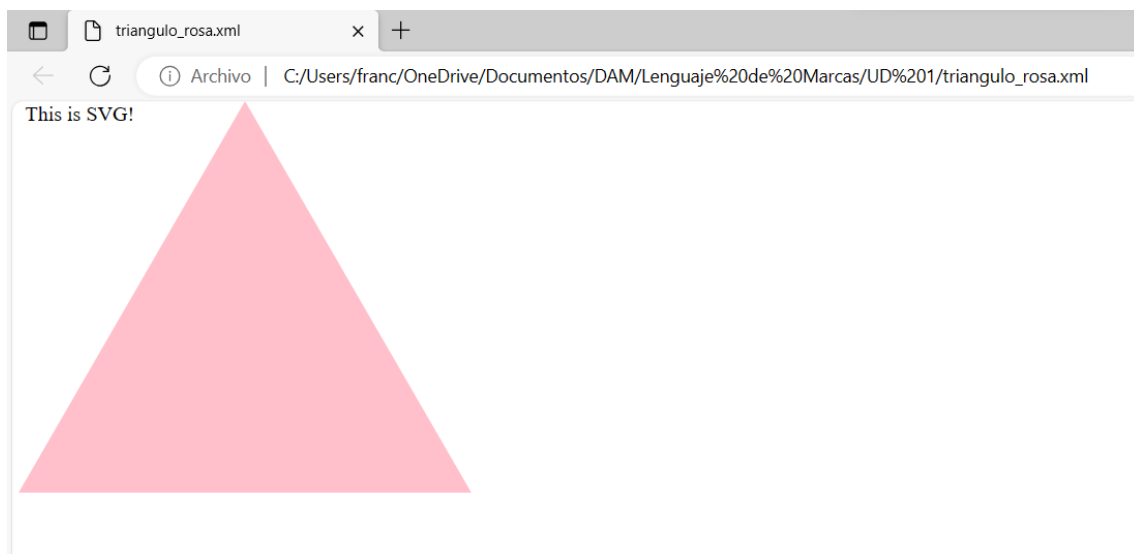 triangulo_rosa.xml
Archivo | C:/Users/franc/OneDrive/Documentos/DAM/Lenguaje%20de%20Marcas/UD%201/triangulo_rosa.xml
This is SVG!